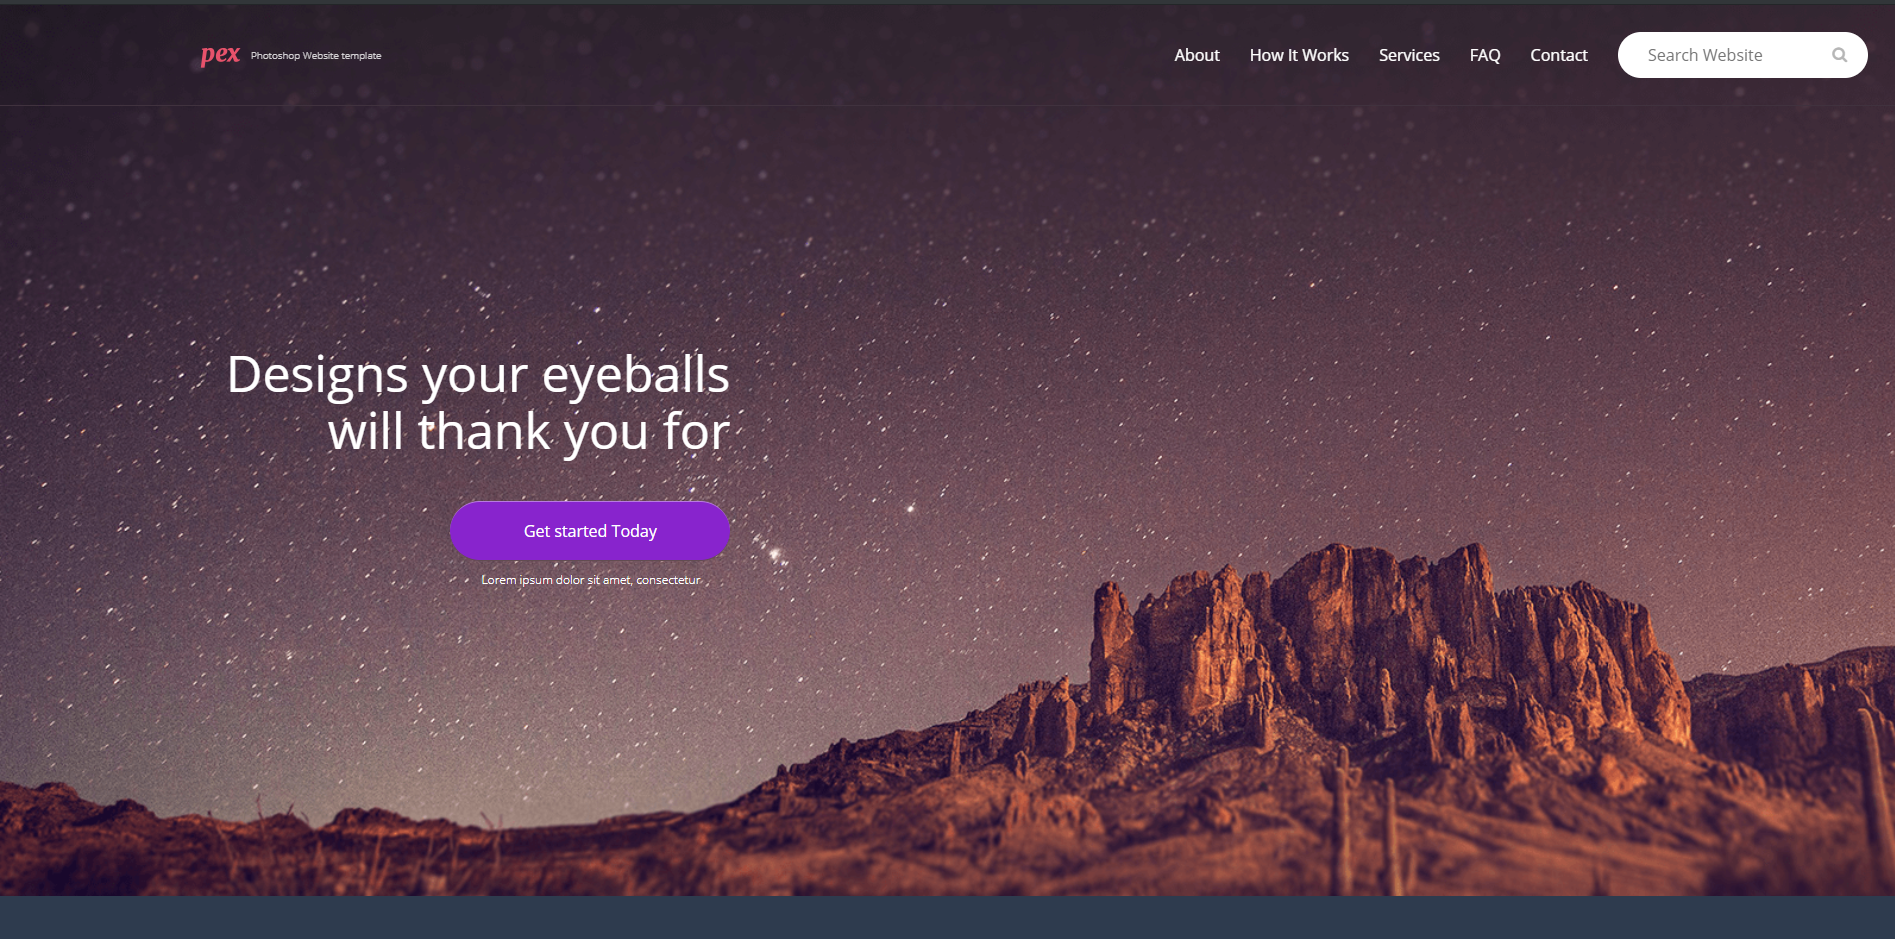 pex Photoshop Website template
About How It Works Services FAQ Contact Search Website
Designs your eyeballs
will thank you for
Get started Today
Lorem ipsum dolor sit amet, consectetur